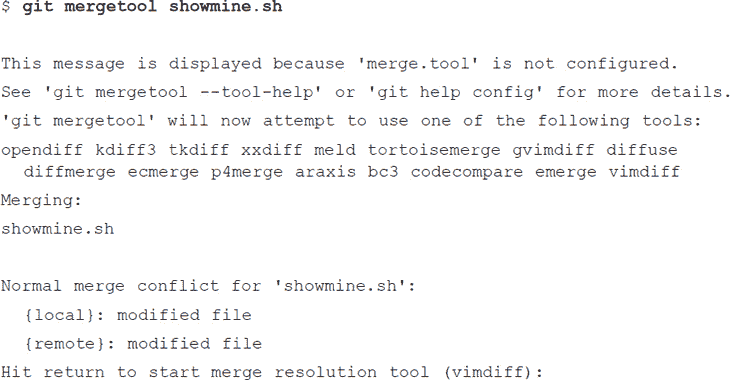 $ git mergetool showmine.sh
This message is displayed because 'merge.tool' is not configured.
See 'git mergetool --tool-help' or 'git help config' for more details.
'git mergetool' will now attempt to use one of the following tools:
opendiff kdiff3 tkdiff xxdiff meld tortoisemerge gvimdiff diffuse
diffmerge ecmerge p4merge araxis bc3 codecompare emerge vimdiff
Merging:
showmine.sh
Normal merge conflict for 'showmine.sh':
{local}: modified file
{remote}: modified file
Hit return to start merge resolution tool (vimdiff):